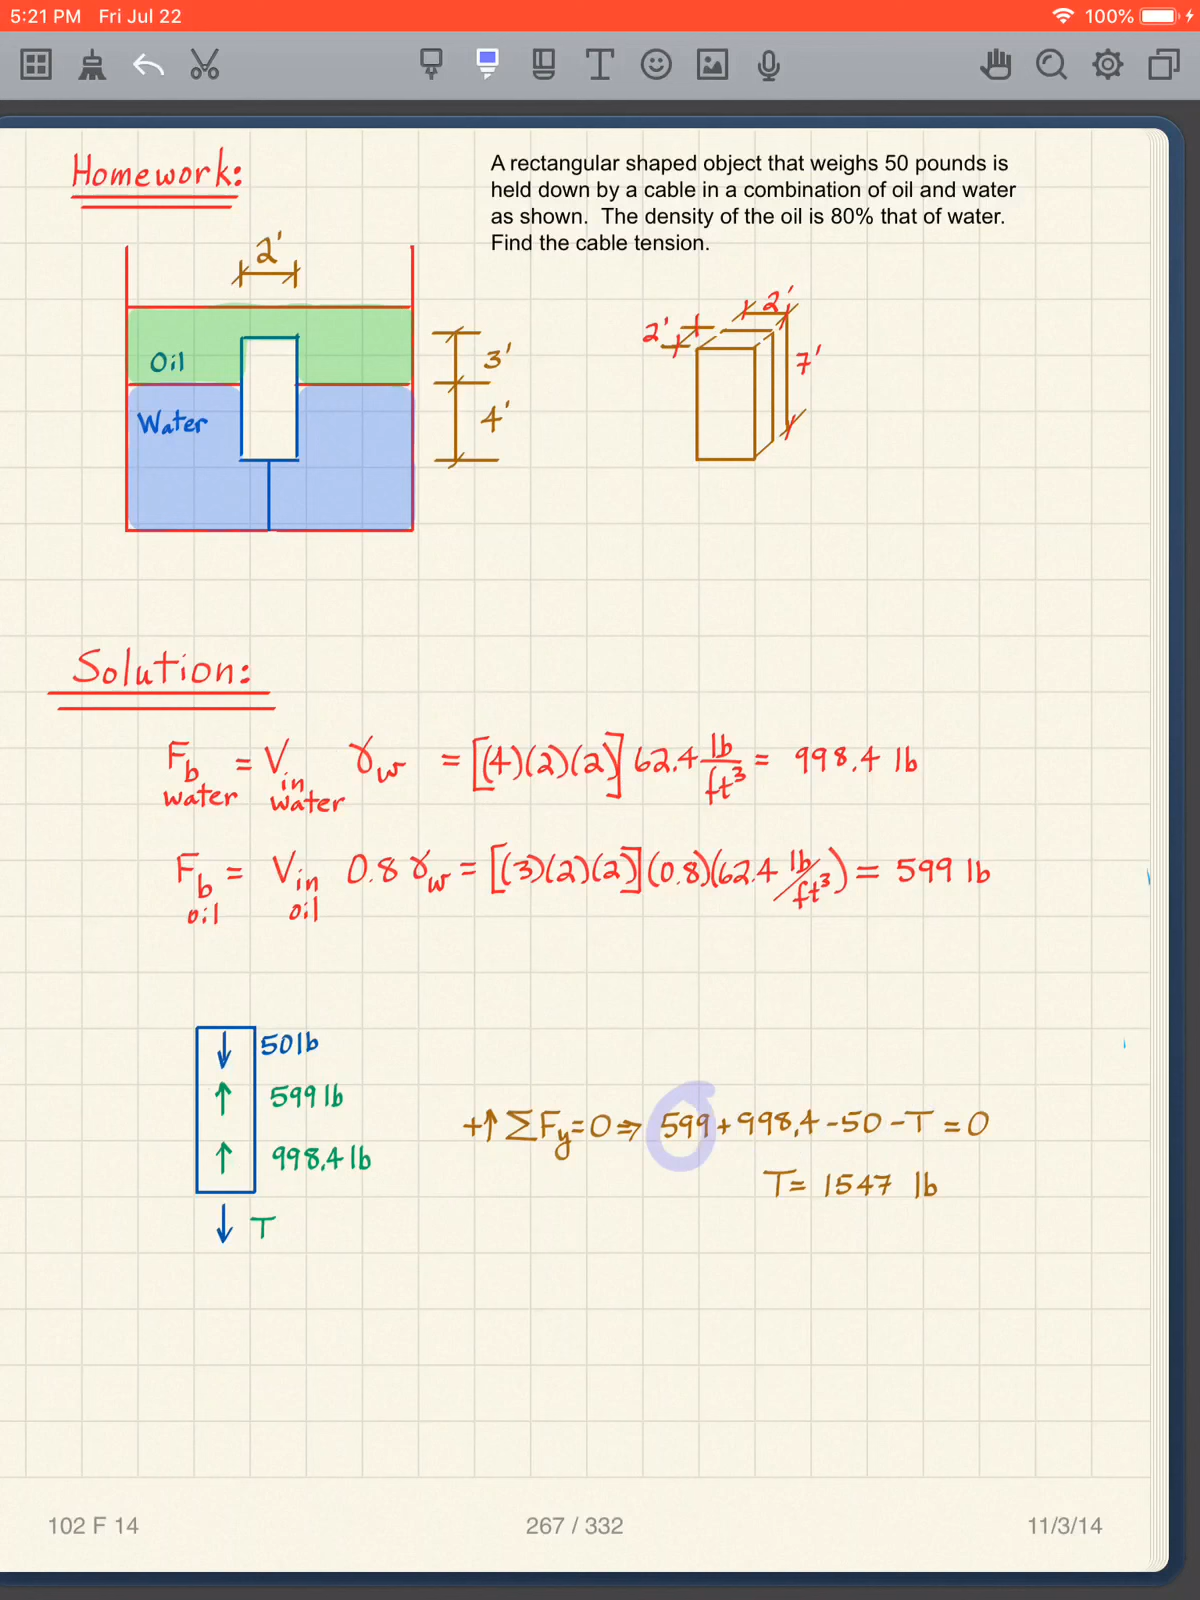 5:21 PM Fri Jul 22 100%
Homework:
A rectangular shaped object that weighs 50 pounds is
held down by a cable in a combination of oil and water
as shown. The density of the oil is 80% that of water.
Find the cable tension.
2'
Oil
Water
3'
4'
2'
2'
7'
Solution:
F_b water = V_in water γ_w = [(4)(2)(2)] 62.4 lb/ft³ = 998.4 lb
F_b oil = V_in oil 0.8 γ_w = [(3)(2)(2)](0.8)(62.4 lb/ft³) = 599 lb
↓ 50lb
↑ 599 lb
↑ 998.4 lb
↓ T
+↑ ΣF_y = 0 ⇒ 599 + 998.4 - 50 - T = 0
T = 1547 lb
102 F 14 267 / 332 11/3/14